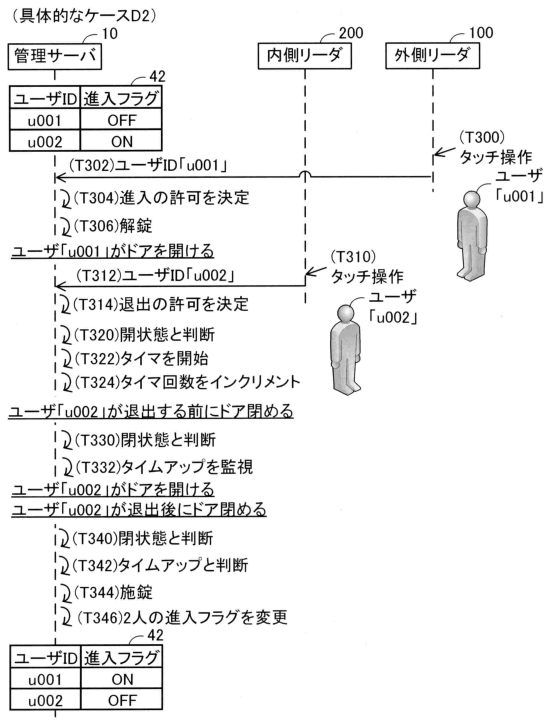 (具体的なケースD2)
10
200
100
管理サーバ
内側リーダ
外側リーダ
42
ユーザID 進入フラグ
u001 OFF
u002 ON
(T300)
タッチ操作
(T302)ユーザID「u001」
ユーザ
「u001」
(T304)進入の許可を決定
(T306)解錠
ユーザ「u001」がドアを開ける
(T310)
タッチ操作
(T312)ユーザID「u002」
ユーザ
「u002」
(T314)退出の許可を決定
(T320)開状態と判断
(T322)タイマを開始
(T324)タイマ回数をインクリメント
ユーザ「u002」が退出する前にドア閉める
(T330)閉状態と判断
(T332)タイムアップを監視
ユーザ「u002」がドアを開ける
ユーザ「u002」が退出後にドア閉める
(T340)閉状態と判断
(T342)タイムアップと判断
(T344)施錠
(T346)2人の進入フラグを変更
42
ユーザID 進入フラグ
u001 ON
u002 OFF